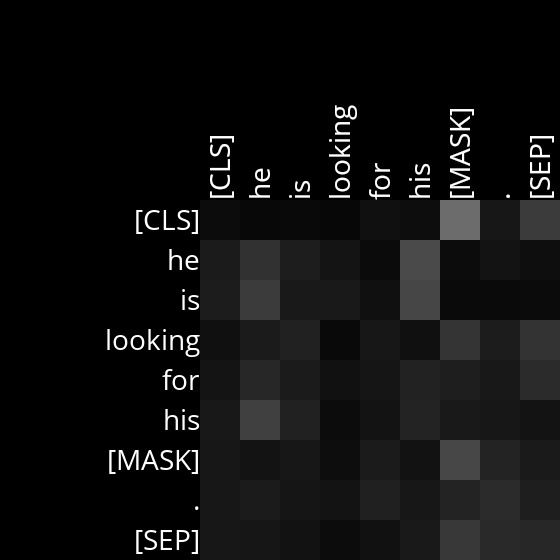 [CLS] he is looking for his [MASK] . [SEP]
[CLS]
he
is
looking
for
his
[MASK]
.
[SEP]